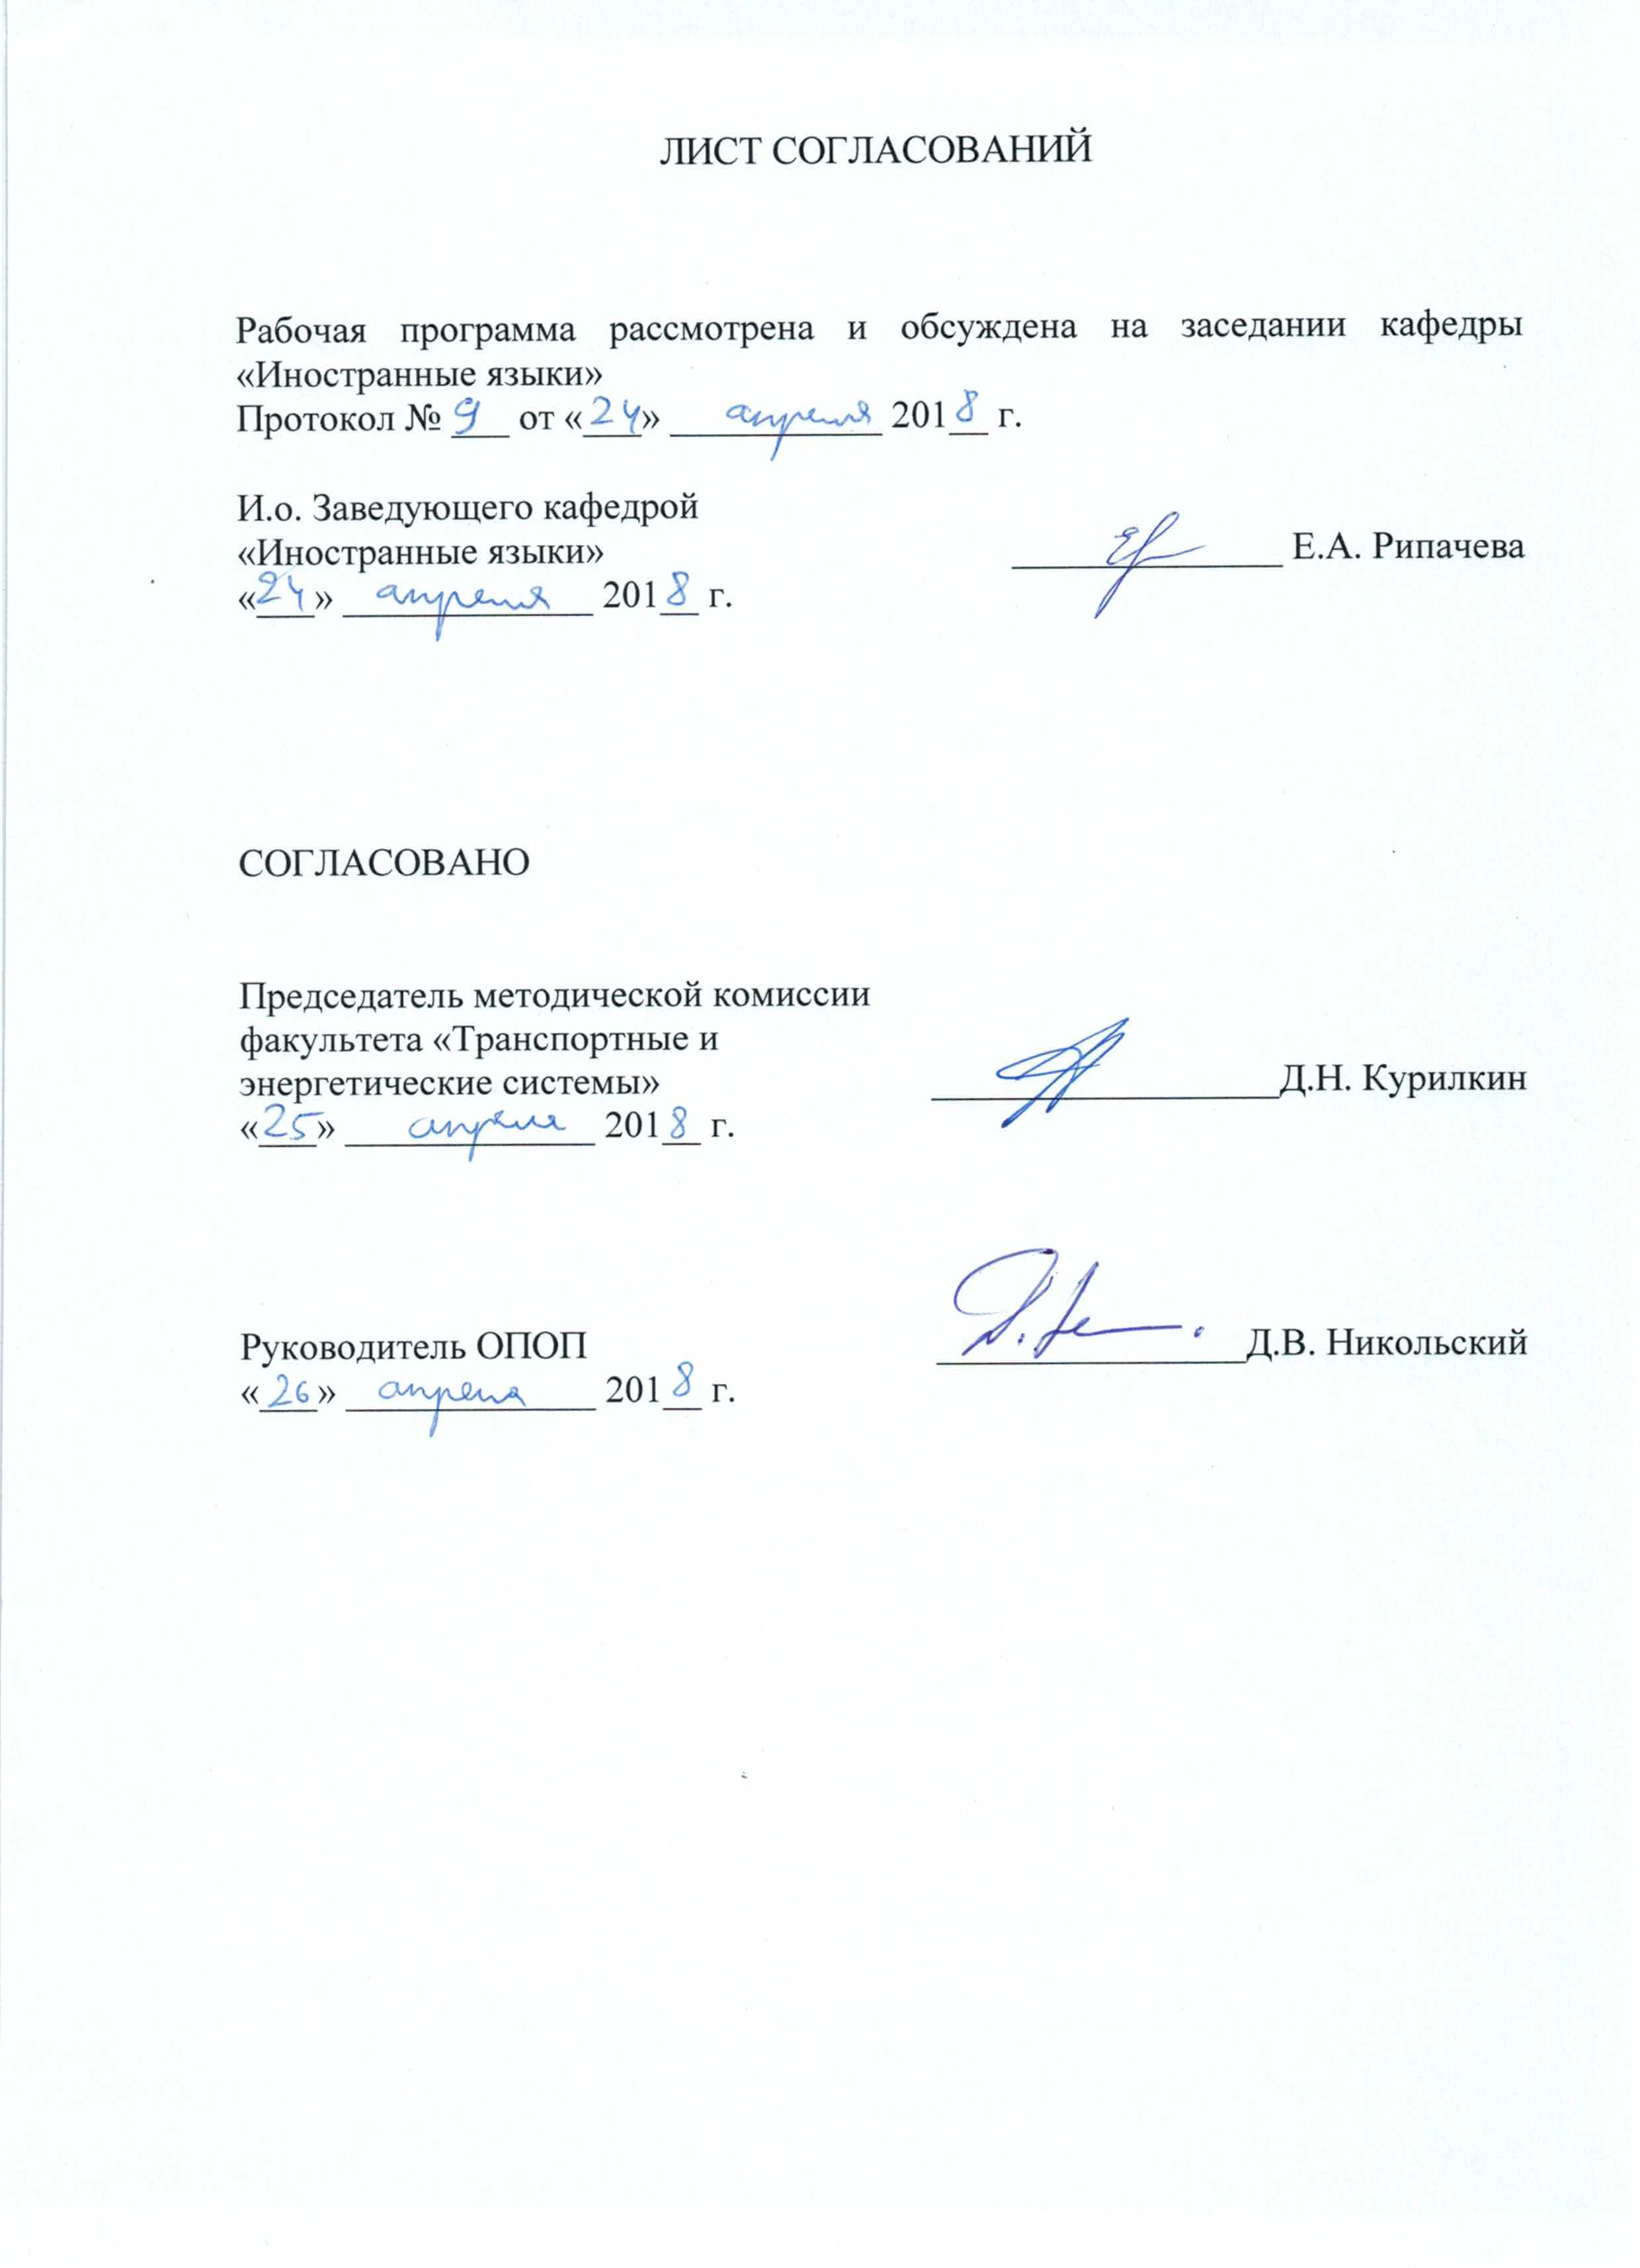 ЛИСТ СОГЛАСОВАНИЙ
Рабочая программа рассмотрена и обсуждена на заседании кафедры
«Иностранные языки»
Протокол № 9 от «24» апреля 2018 г.
И.о. Заведующего кафедрой
«Иностранные языки» Е.А. Рипачева
«24» апреля 2018 г.
СОГЛАСОВАНО
Председатель методической комиссии
факультета «Транспортные и
энергетические системы» Д.Н. Курилкин
«25» апреля 2018 г.
Руководитель ОПОП Д.В. Никольский
«26» апреля 2018 г.